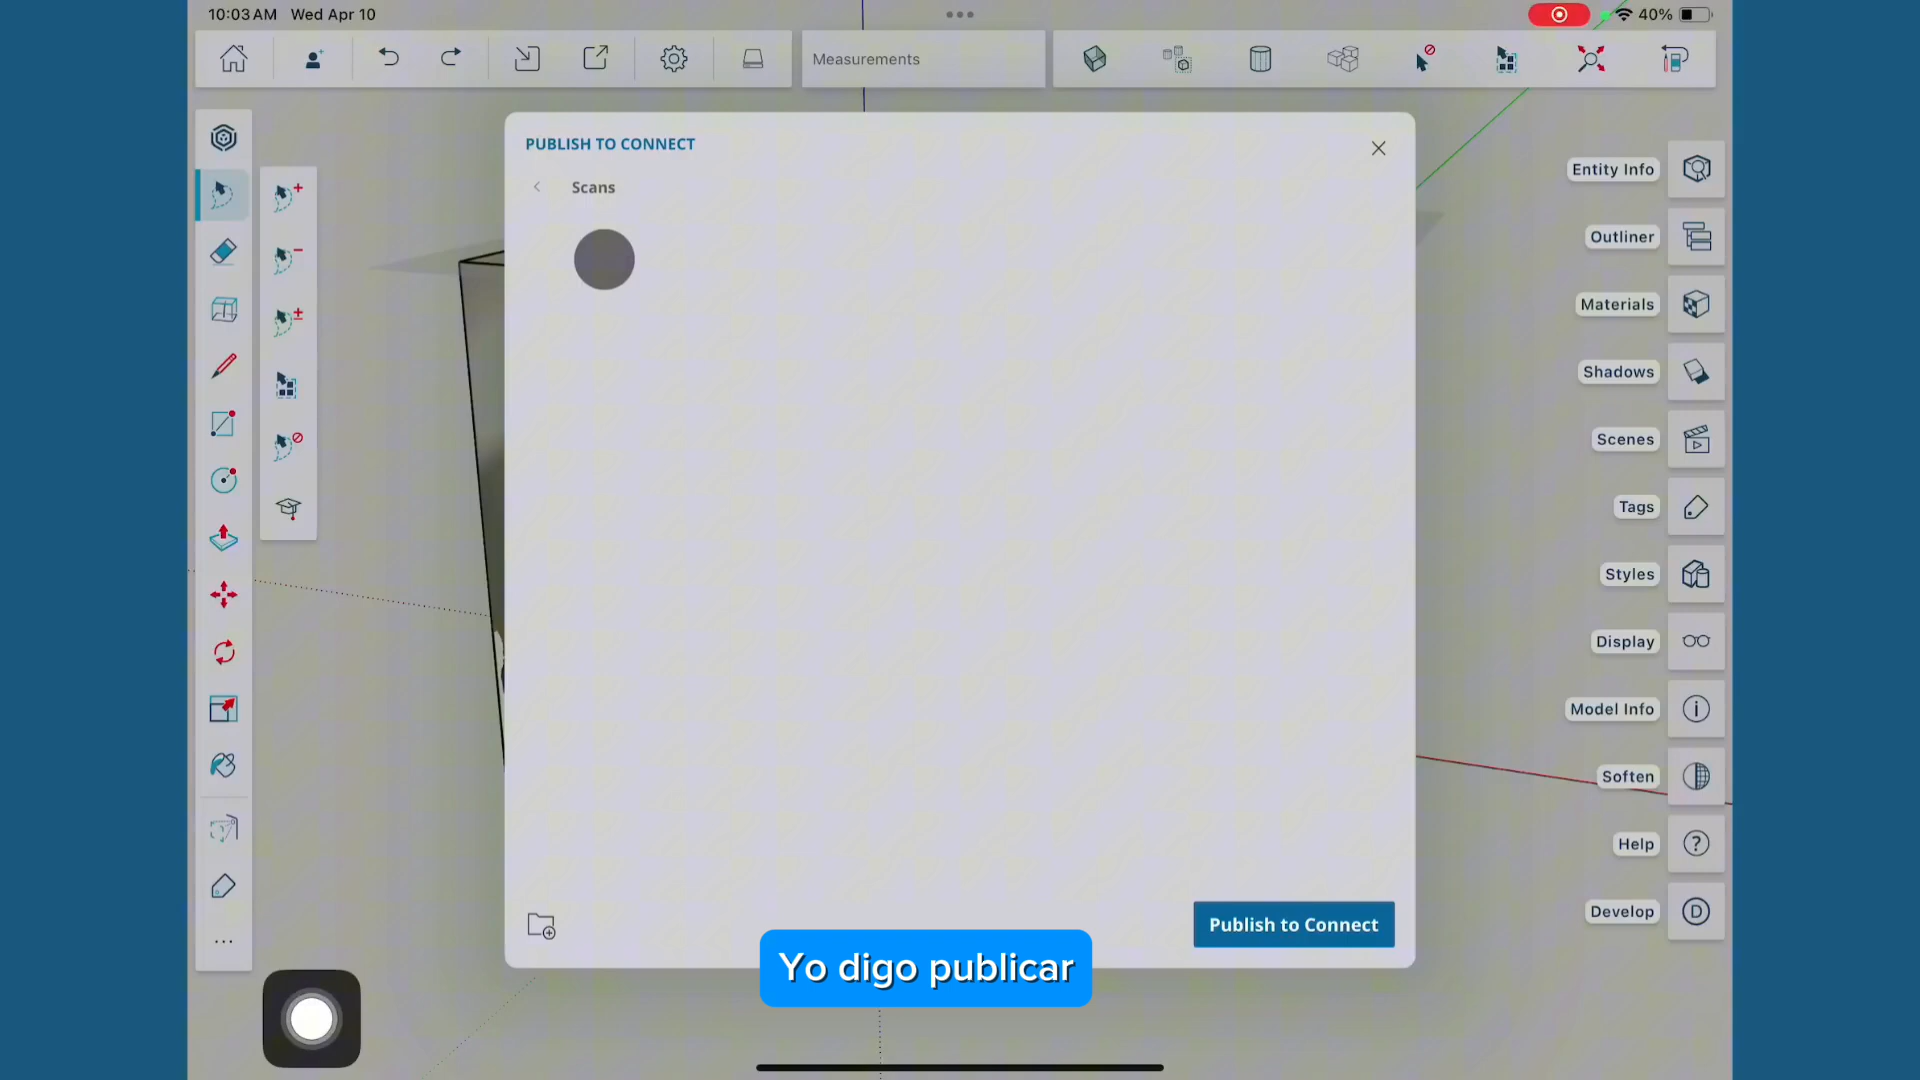 10:03 AM Wed Apr 10
40%
Measurements
PUBLISH TO CONNECT
Scans
Entity Info
Outliner
Materials
Shadows
Scenes
Tags
Styles
Display
Model Info
Soften
Help
Develop
D
Publish to Connect
Yo digo publicar